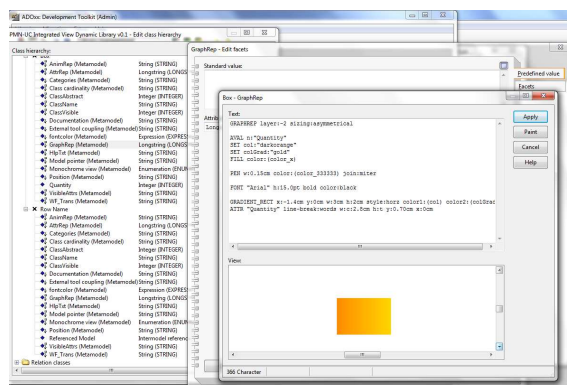 ADOxx: Development Toolkit (Admin)
PMN-UC Integrated View Dynamic Library v0.1 - Edit class hierarchy
Class hierarchy:
Box
AnimRep (Metamodel) String (STRING)
AttrRep (Metamodel) Longstring (LONGS
Categories (Metamodel) String (STRING)
Class cardinality (Metamodel) String (STRING)
ClassAbstract Integer (INTEGER)
ClassName String (STRING)
ClassVisible Integer (INTEGER)
Documentation (Metamodel) String (STRING)
External tool coupling (Metamodel) String (STRING)
fontcolor (Metamodel) Expression (EXPRES
GraphRep (Metamodel) Longstring (LONGS
HlpTxt (Metamodel) String (STRING)
Model pointer (Metamodel) String (STRING)
Monochrome view (Metamodel) Enumeration (ENUM
Position (Metamodel) String (STRING)
Quantity Integer (INTEGER)
VisibleAttrs (Metamodel) String (STRING)
WF_Trans (Metamodel) String (STRING)
Row Name
AnimRep (Metamodel) String (STRING)
AttrRep (Metamodel) Longstring (LONGS
Categories (Metamodel) String (STRING)
Class cardinality (Metamodel) String (STRING)
ClassAbstract Integer (INTEGER)
ClassName String (STRING)
ClassVisible Integer (INTEGER)
Documentation (Metamodel) String (STRING)
External tool coupling (Metamodel) String (STRING)
fontcolor (Metamodel) Expression (EXPRES
GraphRep (Metamodel) Longstring (LONGS
HlpTxt (Metamodel) String (STRING)
Model pointer (Metamodel) String (STRING)
Monochrome view (Metamodel) Enumeration (ENUM
Position (Metamodel) String (STRING)
Referenced Model Intermodel referenc
VisibleAttrs (Metamodel) String (STRING)
WF_Trans (Metamodel) String (STRING)
Relation classes
GraphRep - Edit facets
Standard value
Predefined value
Facets
Attrib
Long
Box - GraphRep
Text:
GRAPHREP layer:-2 sizing:asymmetrical
AVAL n:"Quantity"
SET col:"darkorange"
SET colGrad:"gold"
FILL color:(color_x)
PEN w:0.15cm color:(color_333333) join:miter
FONT "Arial" h:15.0pt bold color:black
GRADIENT_RECT x:-1.4cm y:0cm w:3cm h:2cm style:horz color1:(col) color2:(colGrad
ATTR "Quantity" line-break:words w:c:2.8cm h:t y:0.70cm x:0cm
Apply
Paint
Cancel
Help
View:
386 Character